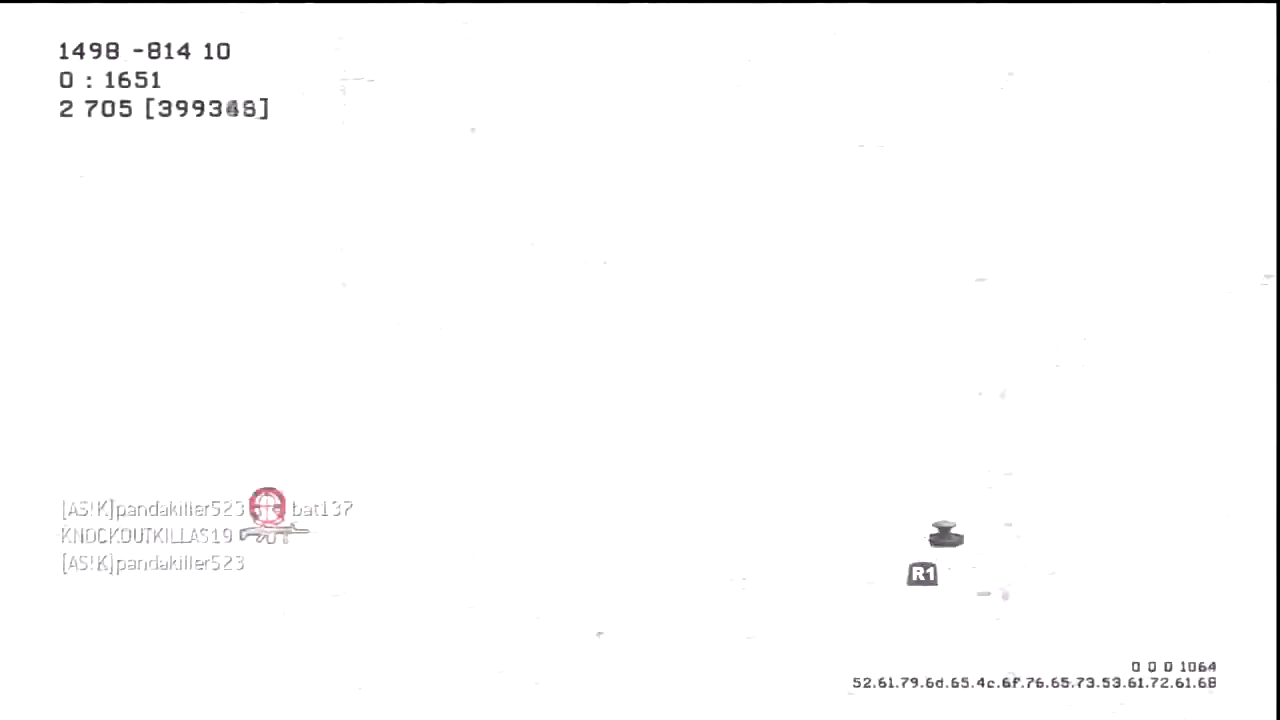 1498 -814 10
0 : 1651
2 705
[AS!K]pandakiller523 bat137
KNOCKOUTKILLAS19
[AS!K]pandakiller523
R1
0 0 0 1064
52.61.79.6d.65.4c.6f.76.65.73.53.61.72.61.68